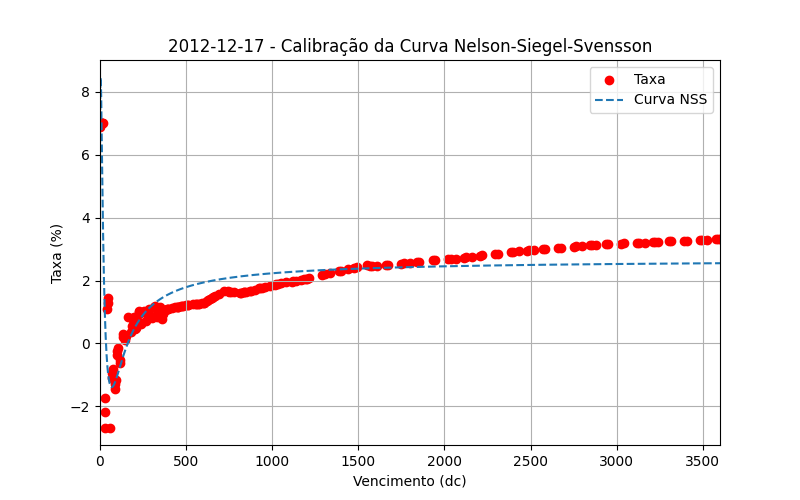 2012-12-17 - Calibração da Curva Nelson-Siegel-Svensson
Taxa
Curva NSS
Taxa (%)
8
6
4
2
0
−2
0 500 1000 1500 2000 2500 3000 3500
Vencimento (dc)